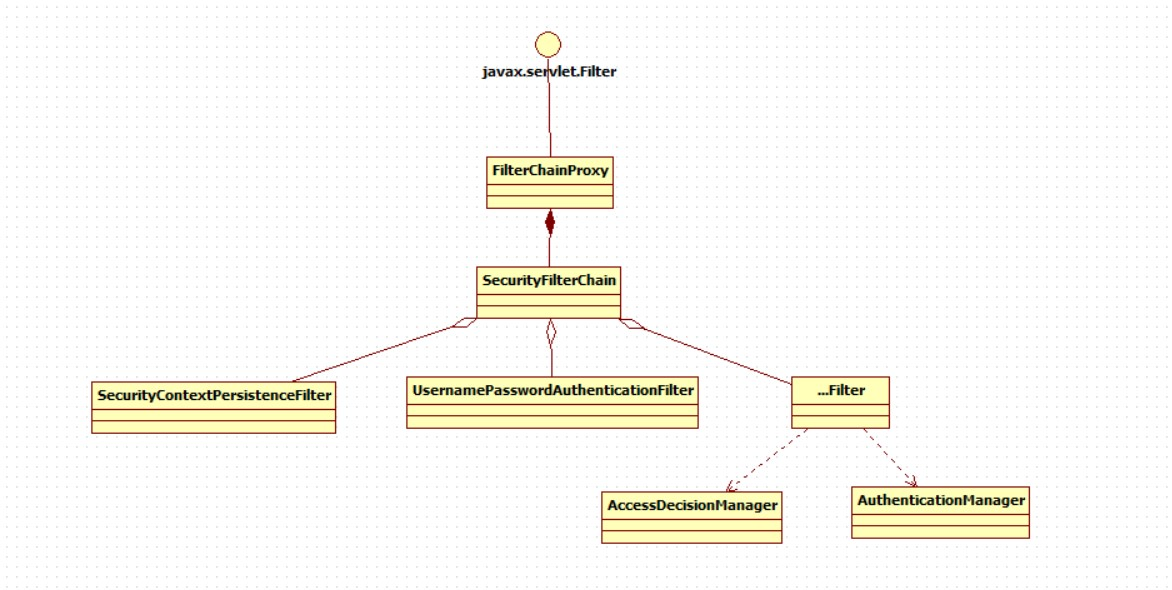 javax.servlet.Filter
FilterChainProxy
SecurityFilterChain
SecurityContextPersistenceFilter
UsernamePasswordAuthenticationFilter
...Filter
AccessDecisionManager
AuthenticationManager